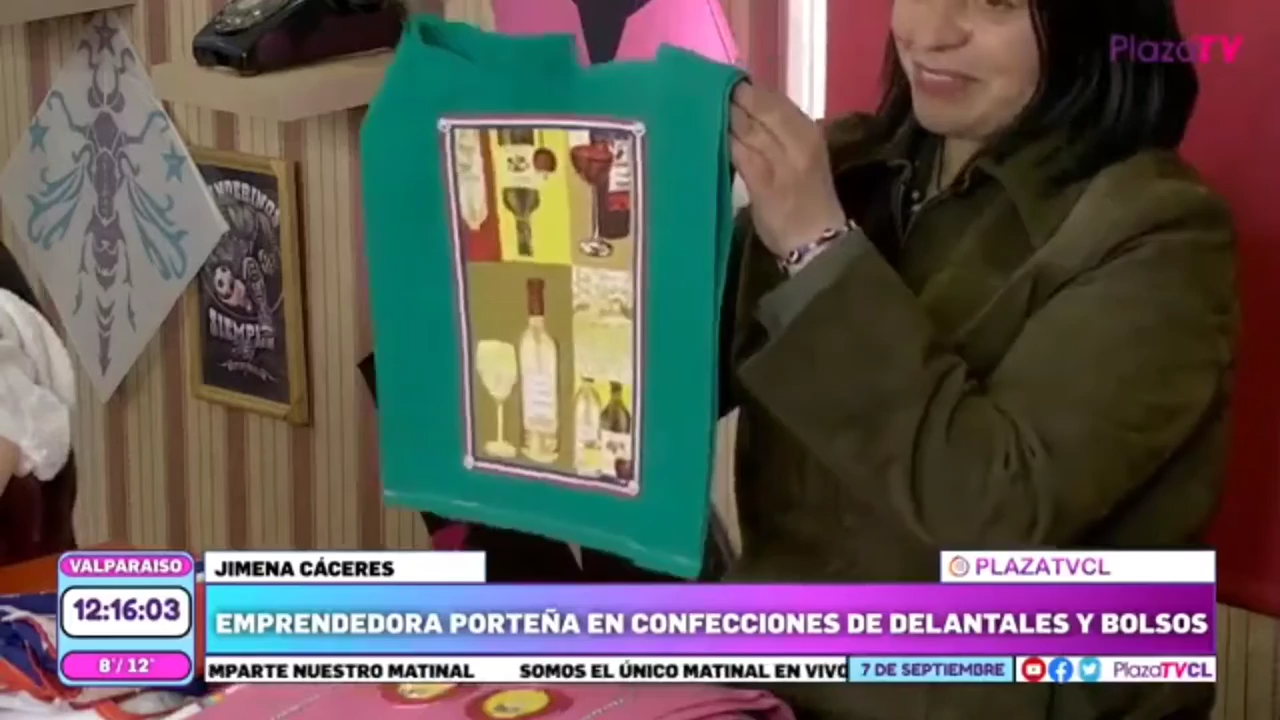 PlazaTV
SIEMPRE
VALPARAISO
12:16:03
8°/12°
JIMENA CÁCERES
PLAZATVCL
EMPRENDEDORA PORTEÑA EN CONFECCIONES DE DELANTALES Y BOLSOS
MPARTE NUESTRO MATINAL SOMOS EL ÚNICO MATINAL EN VIVO
7 DE SEPTIEMBRE
PlazaTVCL